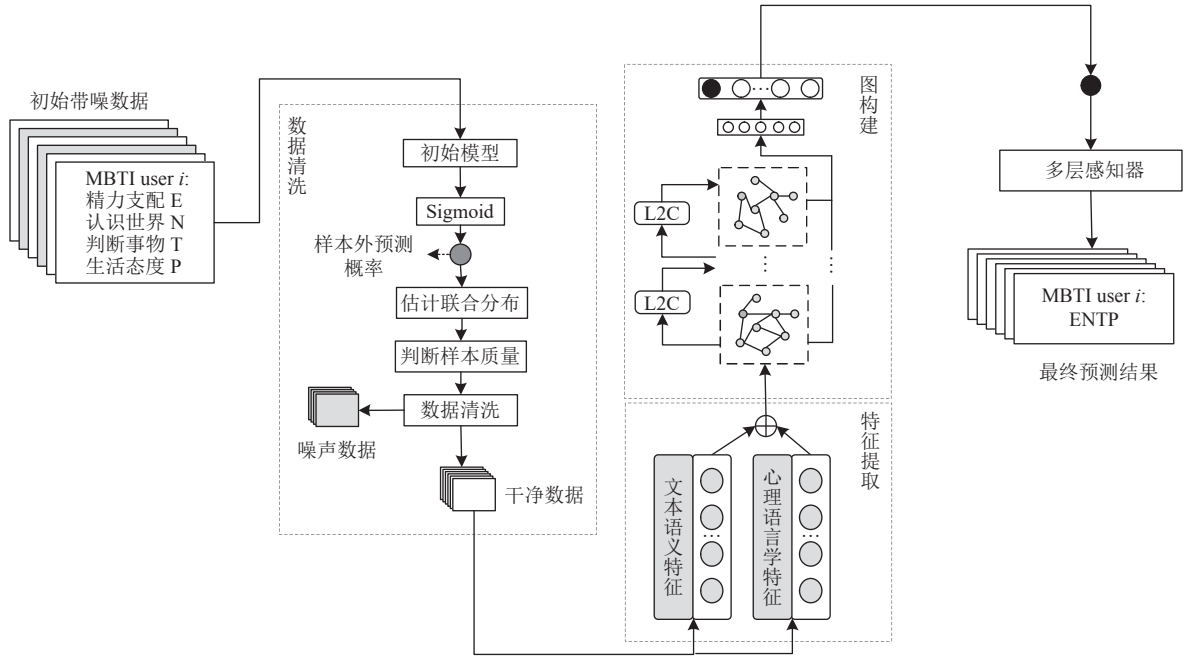 初始带噪数据
MBTI user i:
精力支配 E
认识世界 N
判断事物 T
生活态度 P
数据清洗
初始模型
Sigmoid
样本外预测
概率
估计联合分布
判断样本质量
数据清洗
噪声数据
干净数据
图构建
L2C
L2C
特征提取
文本语义特征
心理语言学特征
多层感知器
MBTI user i:
ENTP
最终预测结果